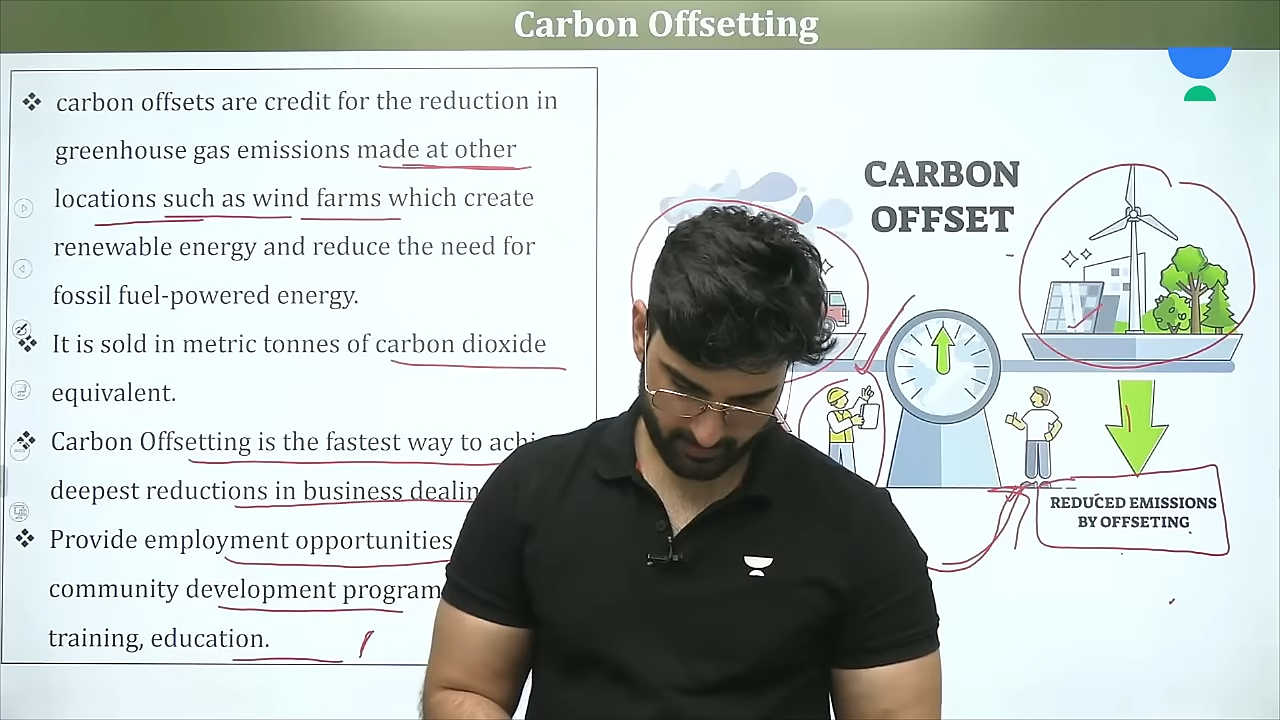 Carbon Offsetting
carbon offsets are credit for the reduction in
greenhouse gas emissions made at other
locations such as wind farms which create
renewable energy and reduce the need for
fossil fuel-powered energy.
It is sold in metric tonnes of carbon dioxide
equivalent.
Carbon Offsetting is the fastest way to
deepest reductions in business
Provide employment opportunities
community development
training, education.
CARBON
OFFSET
REDUCED EMISSIONS
BY OFFSETING